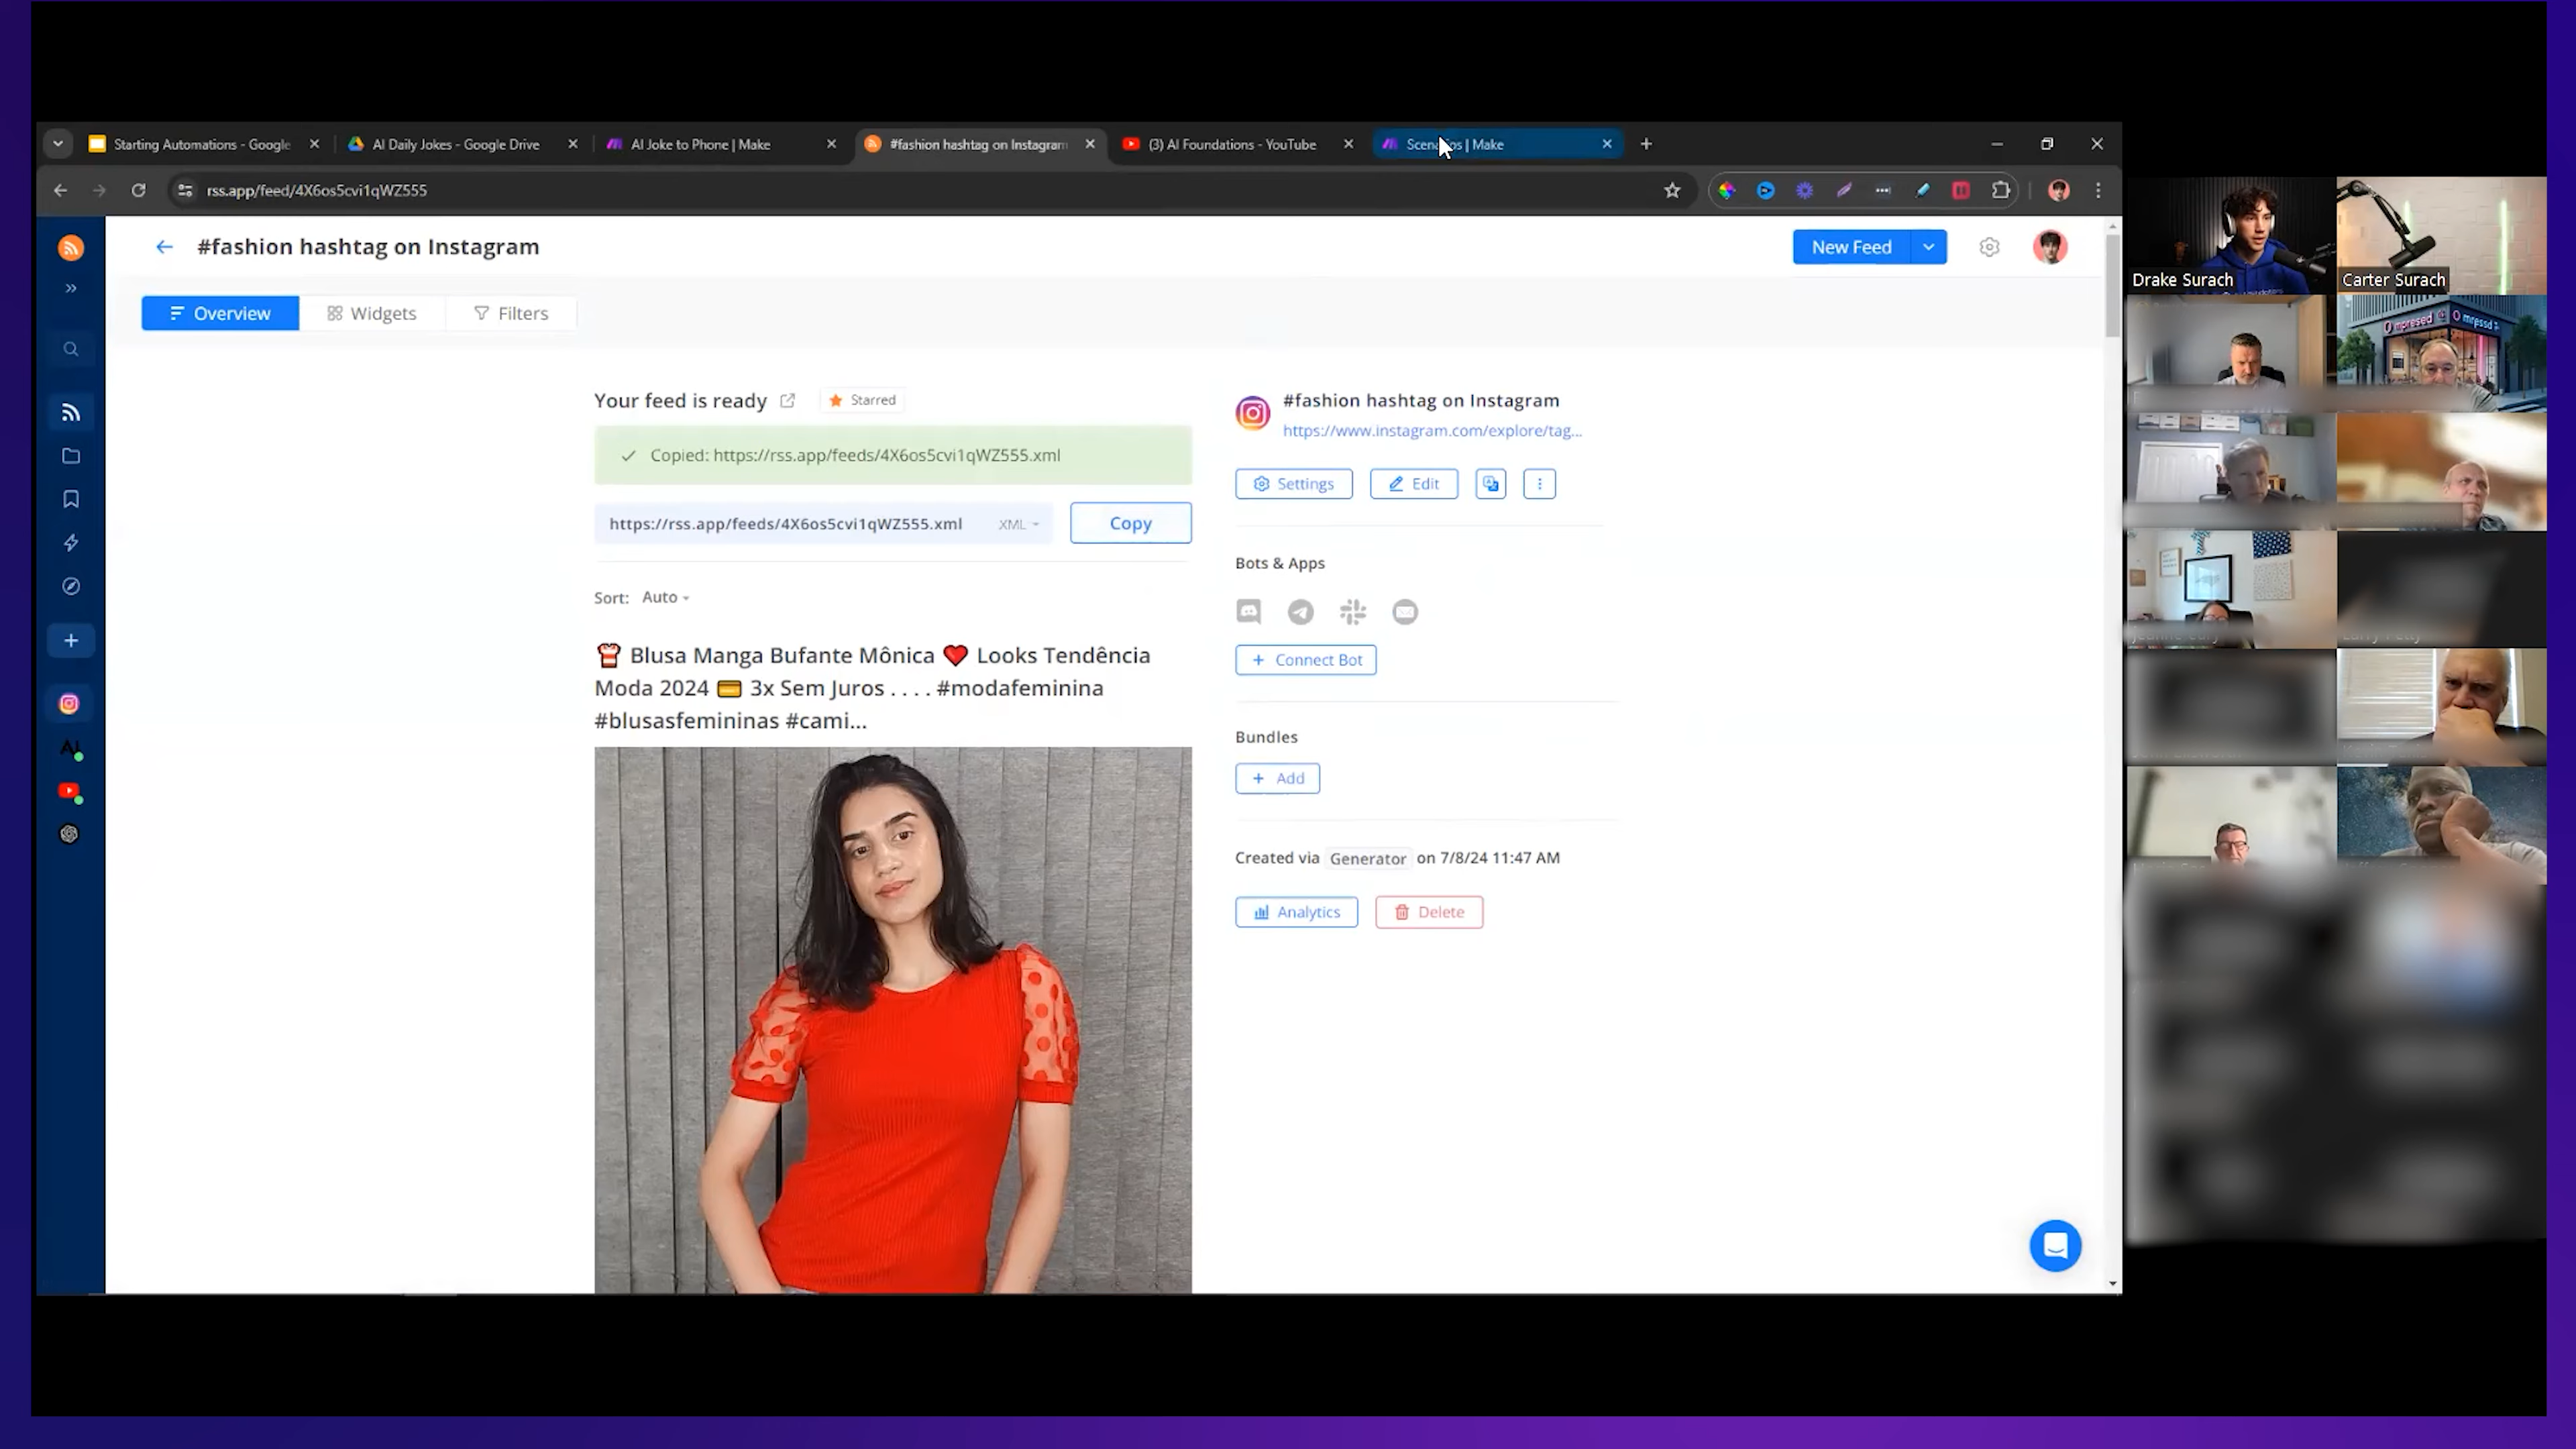 Starting Automations - Google
AI Daily Jokes - Google Drive
AI Joke to Phone | Make
#fashion hashtag on Instagram
(3) AI Foundations - YouTube
| Make
rss.app/feed/4X6os5cvi1qWZ555
#fashion hashtag on Instagram
New Feed
Overview
Widgets
Filters
Your feed is ready
Starred
Copied: https://rss.app/feeds/4X6os5cvi1qWZ555.xml
https://rss.app/feeds/4X6os5cvi1qWZ555.xml
XML
Copy
Sort: Auto
Blusa Manga Bufante Mônica ❤️ Looks Tendência
Moda 2024 💳 3x Sem Juros . . . . #modafeminina
#blusasfemininas #cami...
#fashion hashtag on Instagram
https://www.instagram.com/explore/tag...
Settings
Edit
Bots & Apps
+ Connect Bot
Bundles
+ Add
Created via Generator on 7/8/24 11:47 AM
Analytics
Delete
Drake Surach
Carter Surach